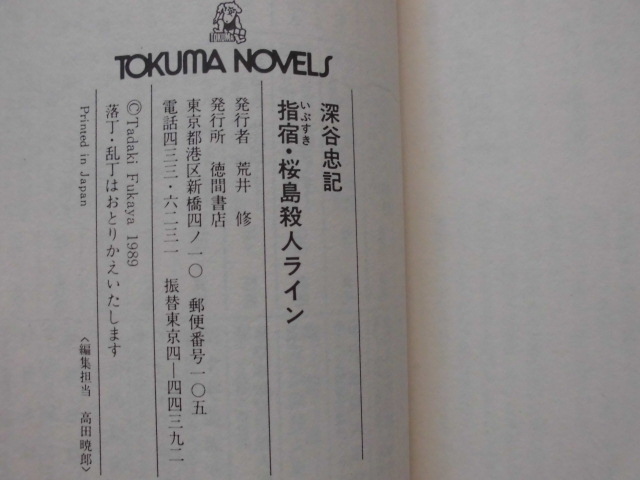 TOKUMA
TOKUMA NOVELS
深谷忠記
いぶすき
指宿・桜島殺人ライン
発行者 荒井 修
発行所 徳間書店
東京都港区新橋四ノ一〇 郵便番号一〇五
電話四三三・六二三一 振替東京四―四四三九二
©Tadaki Fukaya 1989
落丁・乱丁はおとりかえいたします
Printed in Japan
〈編集担当 高田暁郎〉